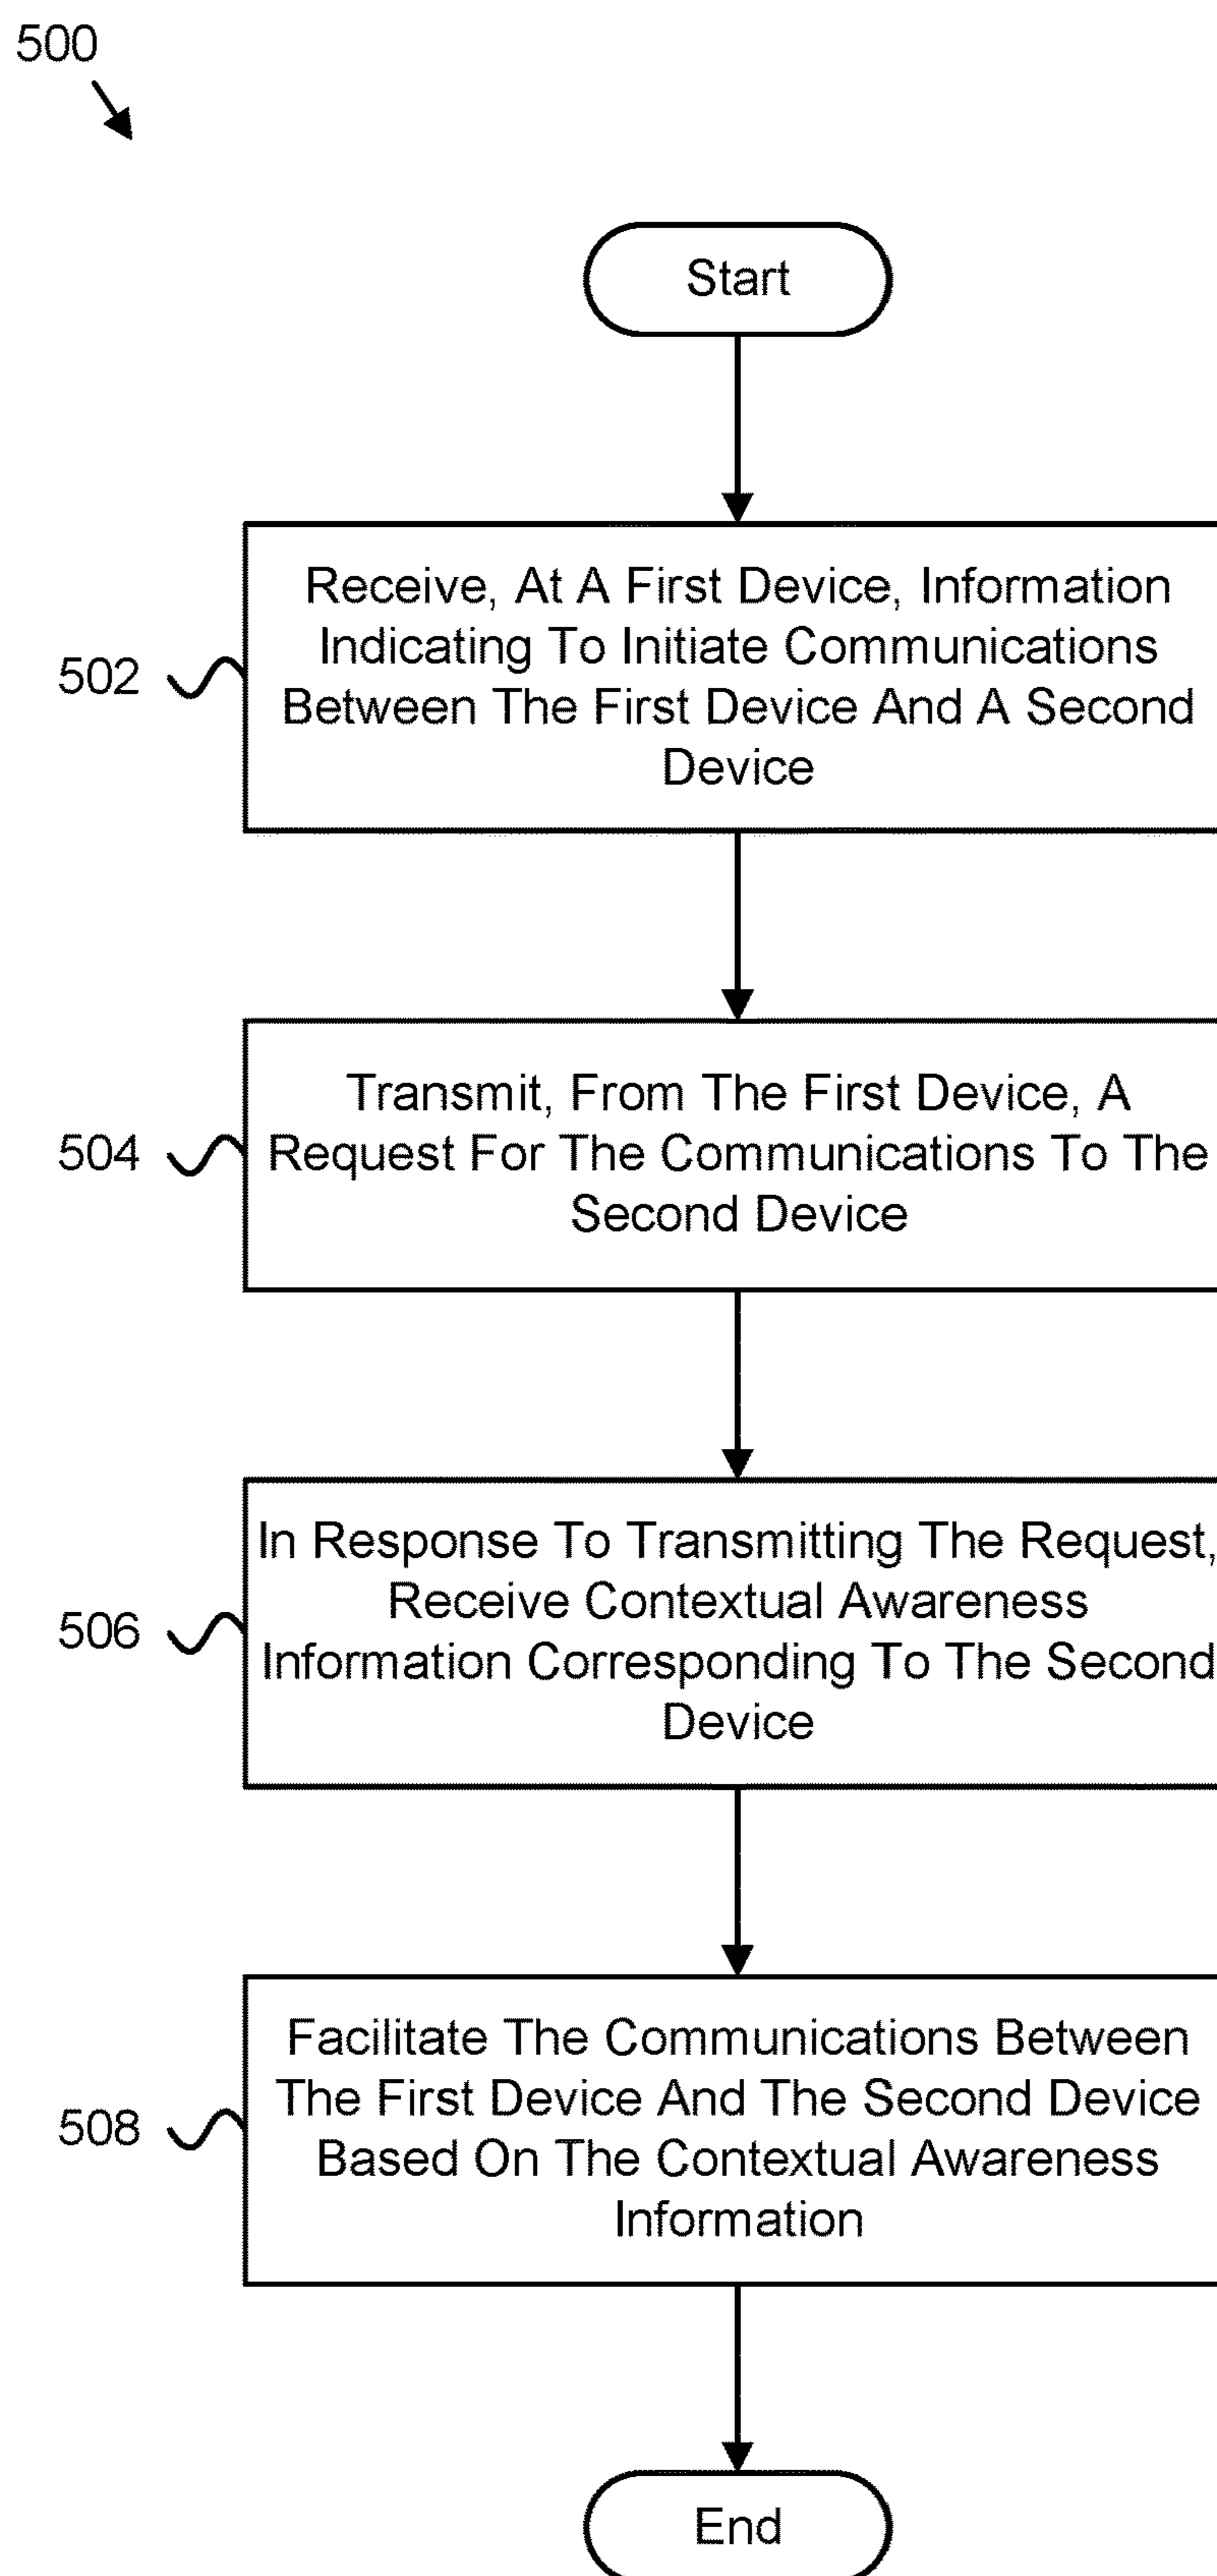 500
Start
502
Receive, At A First Device, Information
Indicating To Initiate Communications
Between The First Device And A Second
Device
504
Transmit, From The First Device, A
Request For The Communications To The
Second Device
506
In Response To Transmitting The Request,
Receive Contextual Awareness
Information Corresponding To The Second
Device
508
Facilitate The Communications Between
The First Device And The Second Device
Based On The Contextual Awareness
Information
End